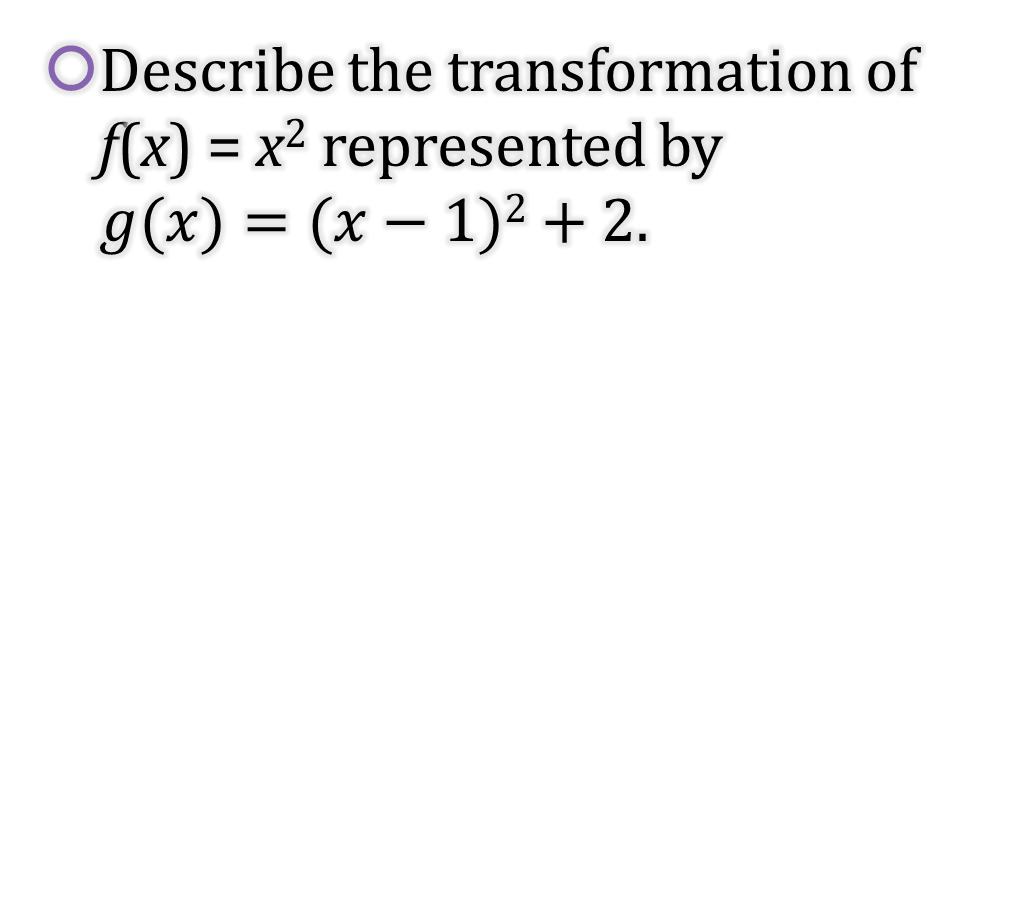 Describe the transformation of
f(x) = x² represented by
g(x) = (x − 1)² + 2.